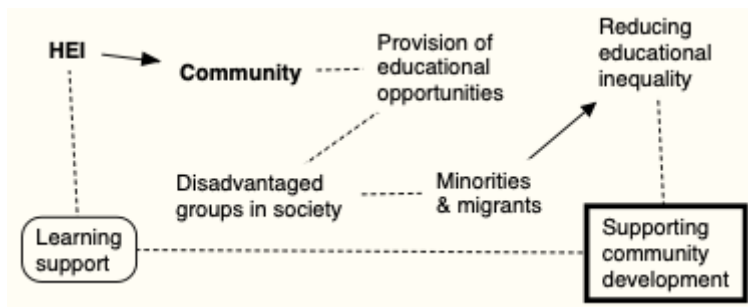 HEI
Community
Provision of
educational
opportunities
Reducing
educational
inequality
Disadvantaged
groups in society
Minorities
& migrants
Learning
support
Supporting
community
development